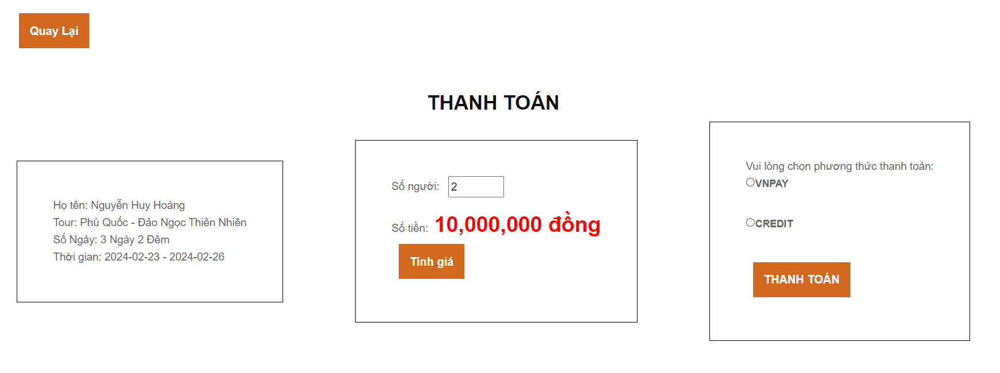 Quay Lại
THANH TOÁN
Họ tên: Nguyễn Huy Hoàng
Tour: Phú Quốc - Đảo Ngọc Thiên Nhiên
Số Ngày: 3 Ngày 2 Đêm
Thời gian: 2024-02-23 - 2024-02-26
Số người: 2
Số tiền: 10,000,000 đồng
Tính giá
Vui lòng chọn phương thức thanh toán:
VNPAY
CREDIT
THANH TOÁN